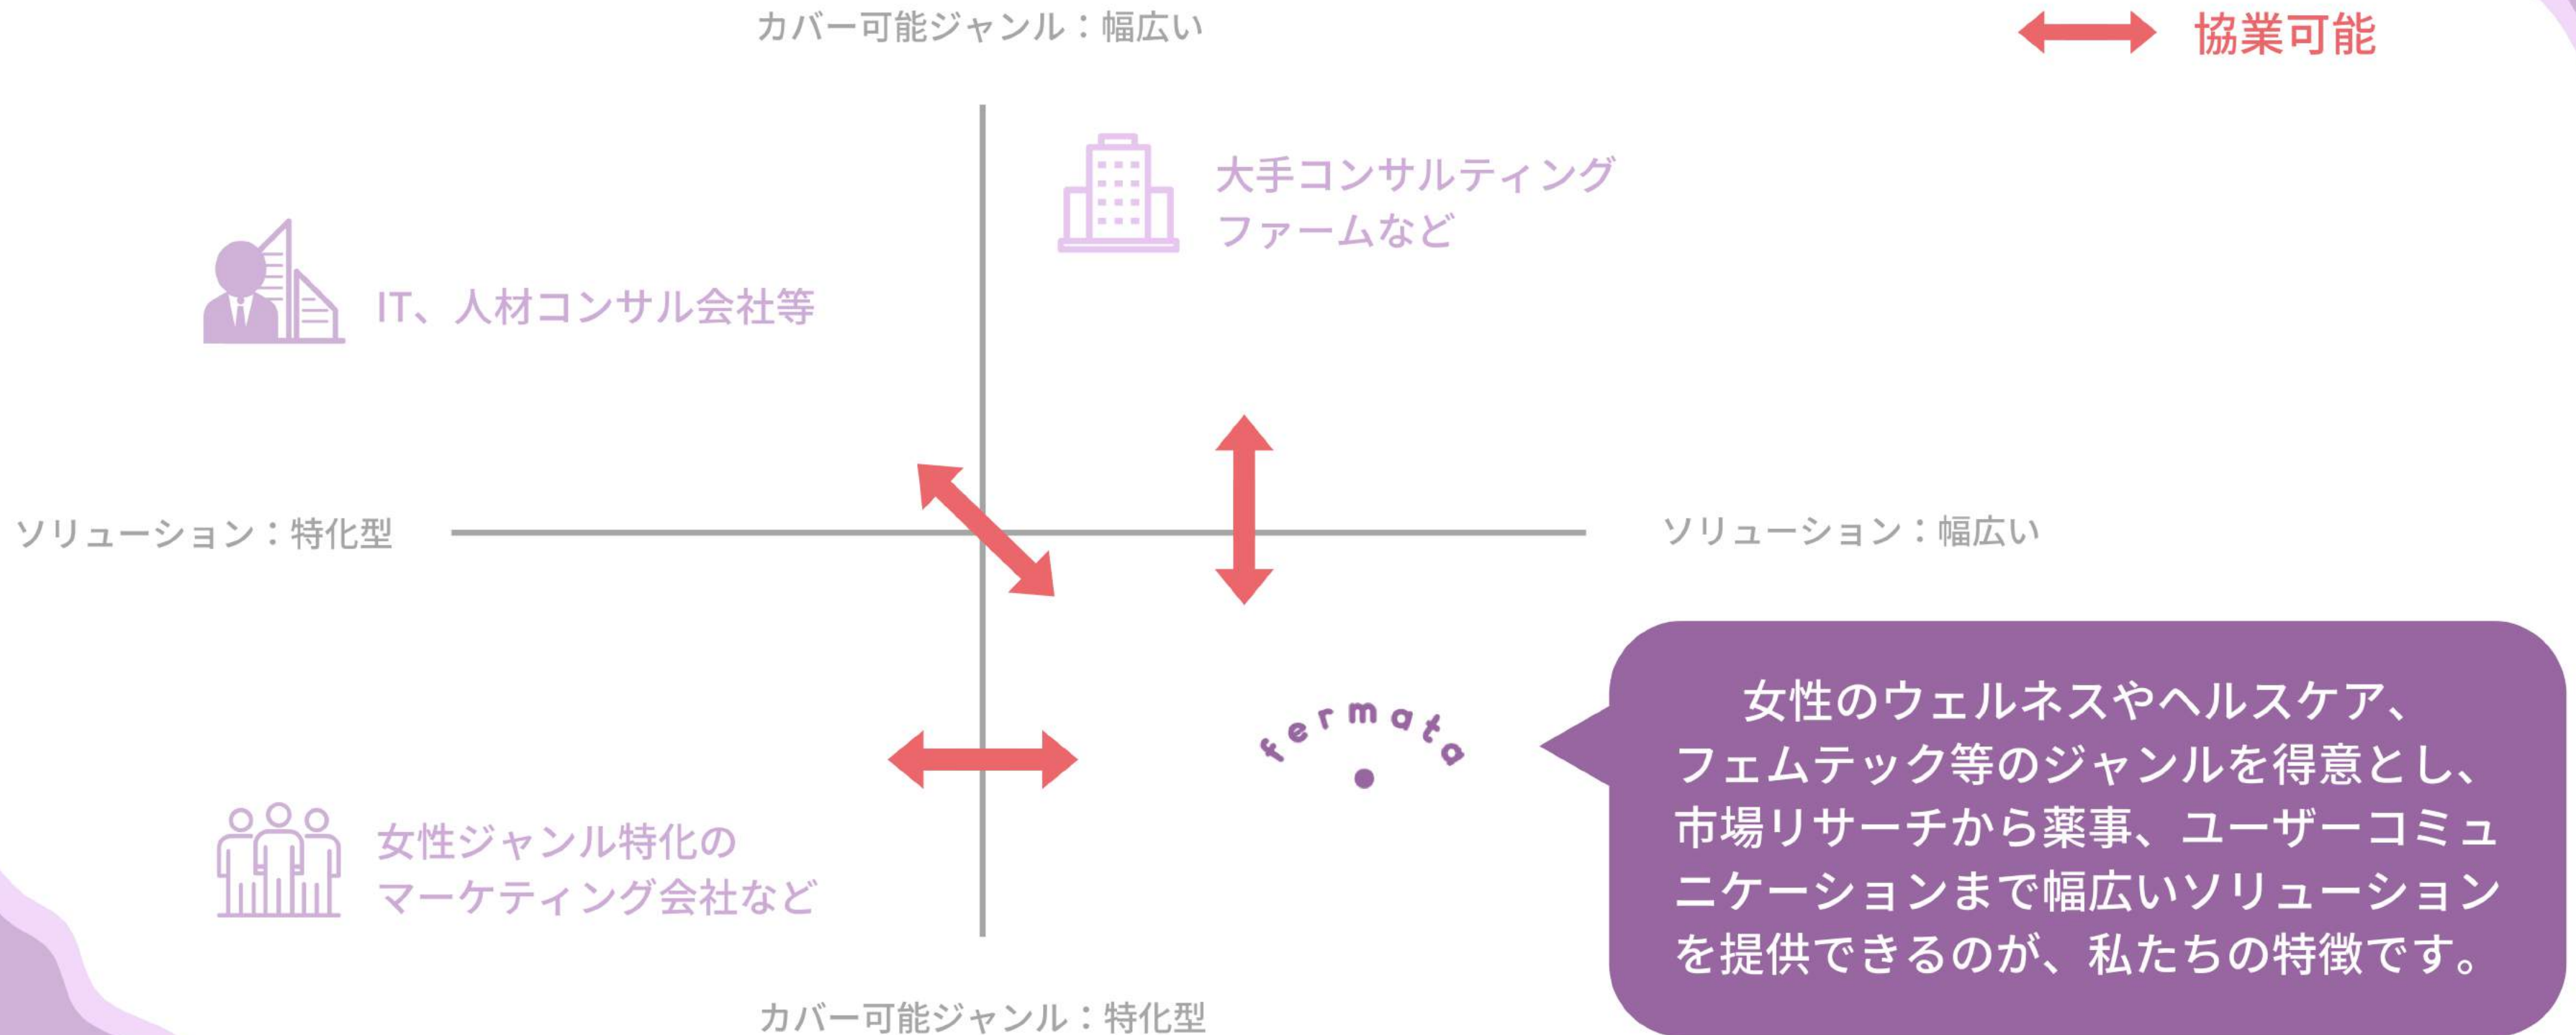 カバー可能ジャンル：幅広い
協業可能
大手コンサルティング
ファームなど
IT、人材コンサル会社等
ソリューション：特化型
ソリューション：幅広い
fermata
女性のウェルネスやヘルスケア、
フェムテック等のジャンルを得意とし、
市場リサーチから薬事、ユーザーコミュ
ニケーションまで幅広いソリューション
を提供できるのが、私たちの特徴です。
女性ジャンル特化の
マーケティング会社など
カバー可能ジャンル：特化型